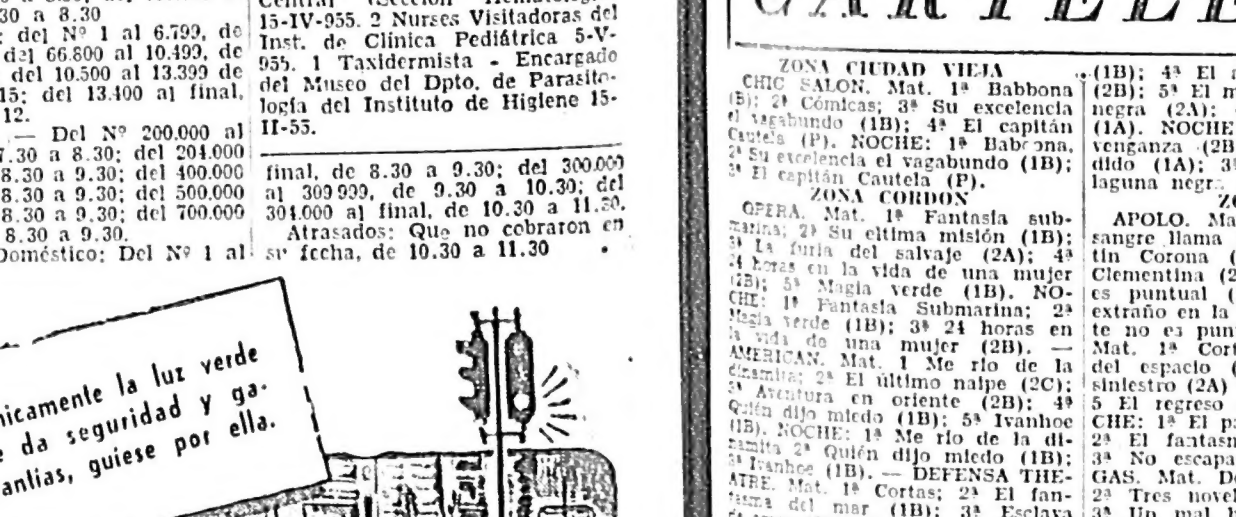 30 a 8.30
del Nº 1 al 6.799, de
del 66.800 al 10.499, de
del 10.500 al 13.399 de
15; del 13.400 al final,
12.
— Del Nº 200.000 al
7.30 a 8.30; del 204.000
8.30 a 9.30; del 400.000
8.30 a 9.30; del 500.000
8.30 a 9.30; del 700.000
8.30 a 9.30.
Doméstico: Del Nº 1 al
15-IV-955. 2 Nurses Visitadoras del
Inst. de Clínica Pediátrica 5-V-
955. 1 Taxidermista - Encargado
del Museo del Dpto. de Parasito-
logía del Instituto de Higiene 15-
II-55.
final, de 8.30 a 9.30; del 300.000
al 309 999, de 9.30 a 10.30; del
304.000 al final, de 10.30 a 11.30.
Atrasados: Que no cobraron en
su fecha, de 10.30 a 11.30
nicamente la luz verde
da seguridad y ga-
antías, guíese por ella.
CARTELE
ZONA CIUDAD VIEJA
CHIC SALON. Mat. 1ª Babbona
(B); 2ª Cómicas; 3ª Su excelencia
el vagabundo (1B); 4ª El capitán
Cautela (P). NOCHE: 1ª Babbona,
2ª Su excelencia el vagabundo (1B);
3ª El capitán Cautela (P).
ZONA CORDON
OPERA. Mat. 1ª Fantasía sub-
marina; 2ª Su eltima misión (1B);
3ª La furia del salvaje (2A); 4ª
24 horas en la vida de una mujer
(2B); 5ª Magia verde (1B). NO-
CHE: 1ª Fantasía Submarina; 2ª
Magia verde (1B); 3ª 24 horas en
la vida de una mujer (2B). —
AMERICAN. Mat. 1 Me río de la
dinamita; 2ª El último naipe (2C);
3ª Aventura en oriente (2B); 4ª
Quién dijo miedo (1B); 5ª Ivanhoe
(1B). NOCHE: 1ª Me río de la di-
namita 2ª Quién dijo miedo (1B);
3ª Ivanhoe (1B). — DEFENSA THE-
ATRE. Mat. 1ª Cortas; 2ª El fan-
tasma del mar (1B); 3ª Esclava
(1B); 4ª El
(2B); 5ª El
negra (2A);
(1A). NOCHE
venganza (2B
dido (1A);
laguna negra
APOLO. Ma
sangre llama
tín Corona (
Clementina (2
es puntual (
extraño en la
te no es pun
Mat. 1ª Cort
del espacio (
siniestro (2A)
5 El regreso
CHE: 1ª El
2ª El fantasm
3ª No escapa
GAS. Mat. D
2ª Tres novel
3ª Un mal